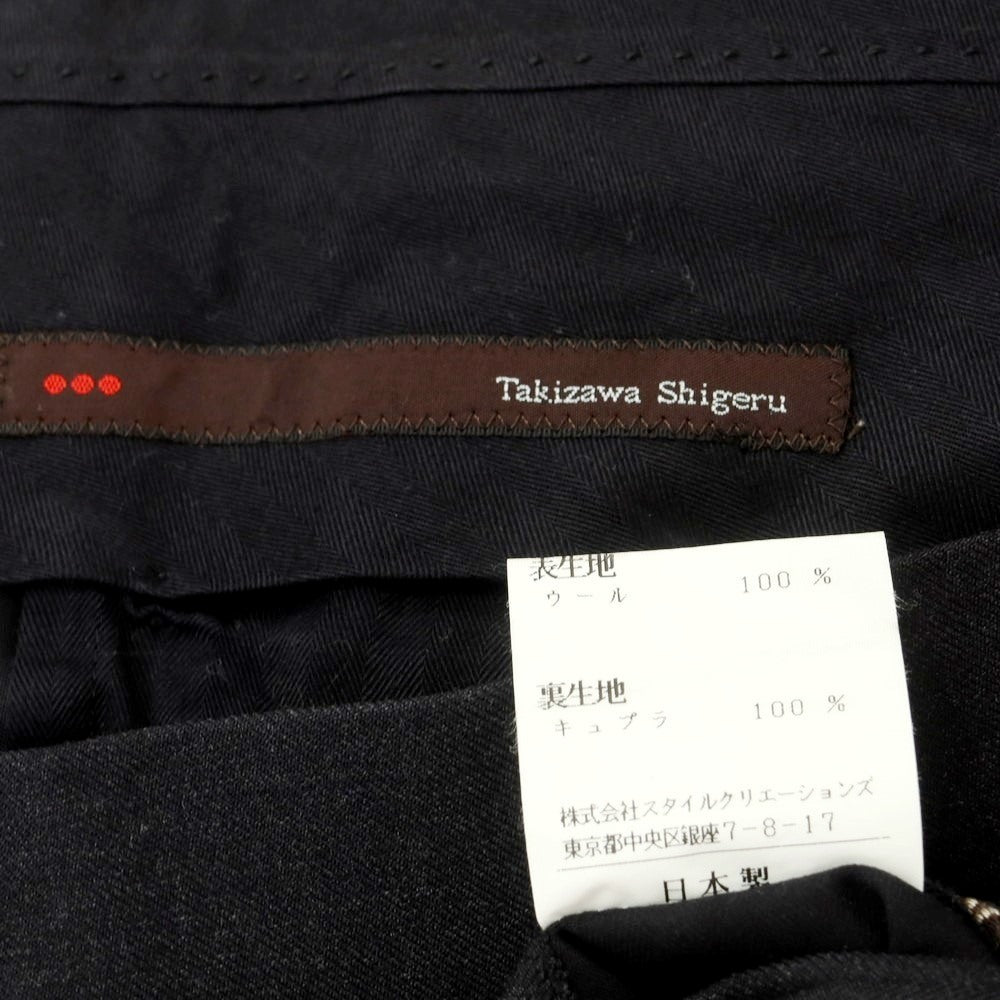 Takizawa Shigeru
表生地
ウール 100 %
裏生地
キュプラ 100 %
株式会社スタイルクリエーションズ
東京都中央区銀座7-8-17
日本製